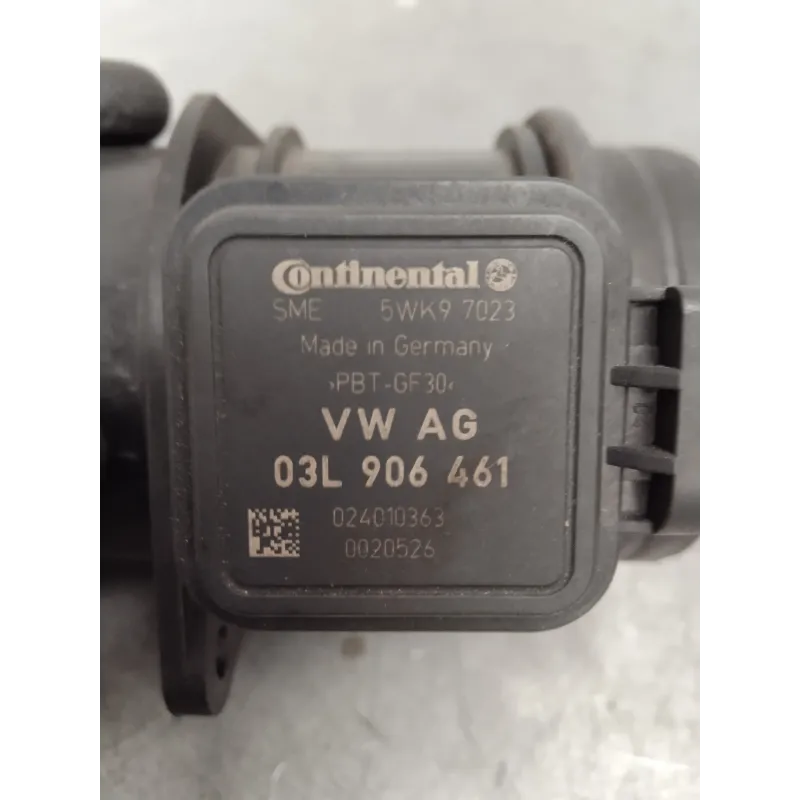 Continental
SME 5WK9 7023
Made in Germany
›PBT-GF30‹
VW AG
03L 906 461
024010363
0020526